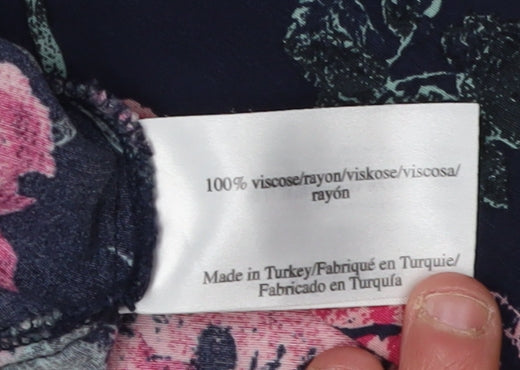 100% viscose/rayon/viskose/viscosa/
rayón
Made in Turkey/Fabriqué en Turquie/
Fabricado en Turquía